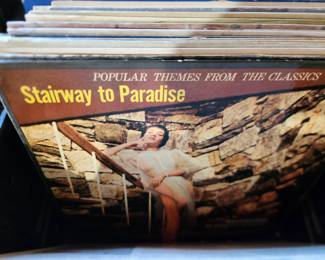 POPULAR THEMES FROM THE CLASSICS
Stairway to Paradise